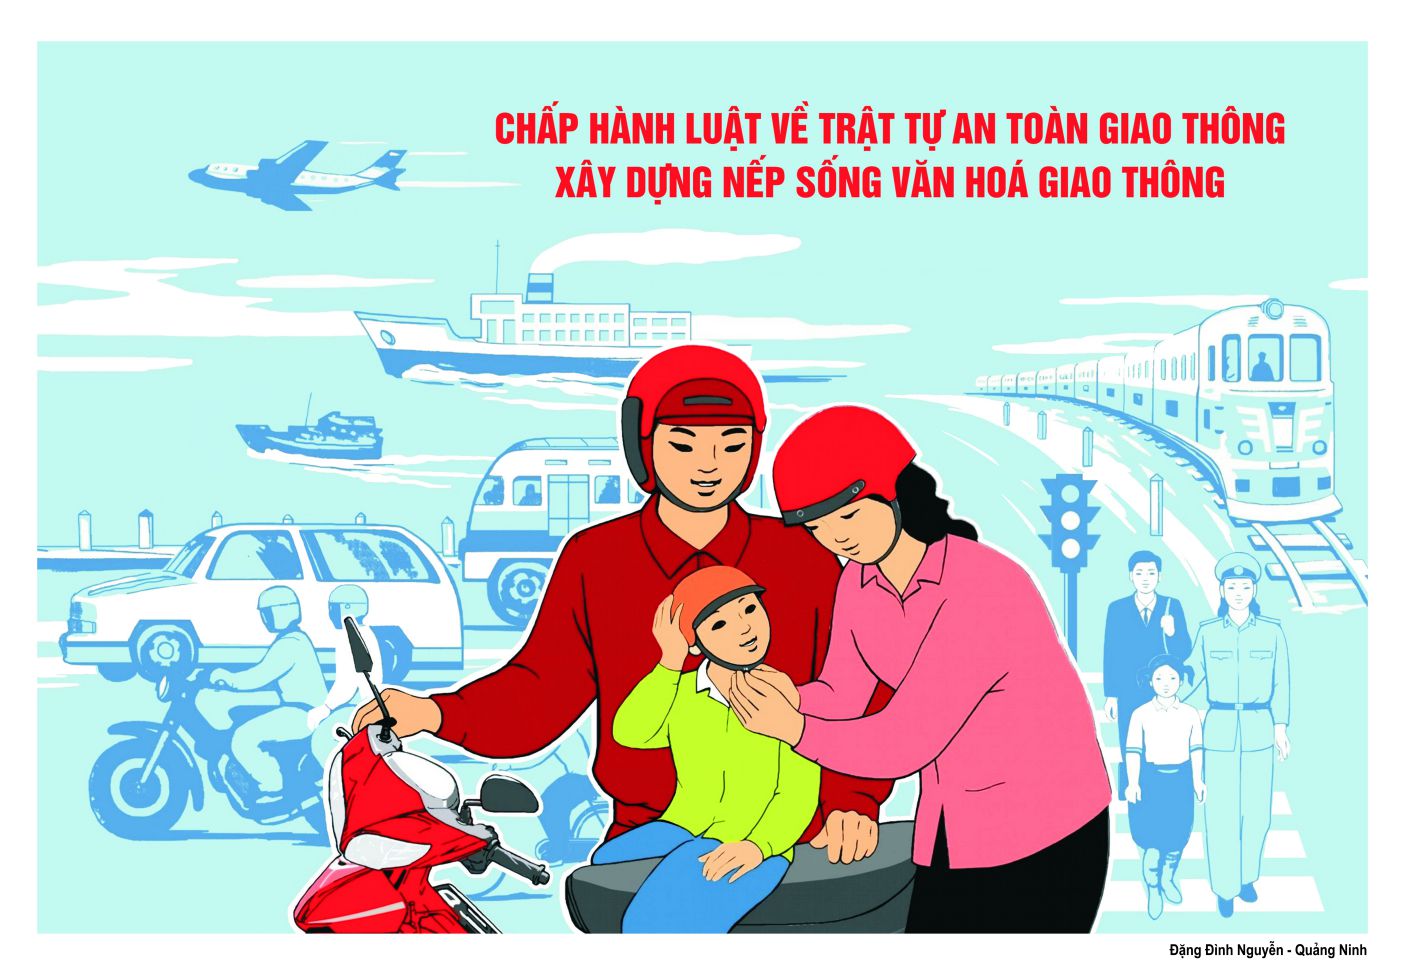 CHẤP HÀNH LUẬT VỀ TRẬT TỰ AN TOÀN GIAO THÔNG
XÂY DỰNG NẾP SỐNG VĂN HOÁ GIAO THÔNG
Đặng Đình Nguyễn - Quảng Ninh